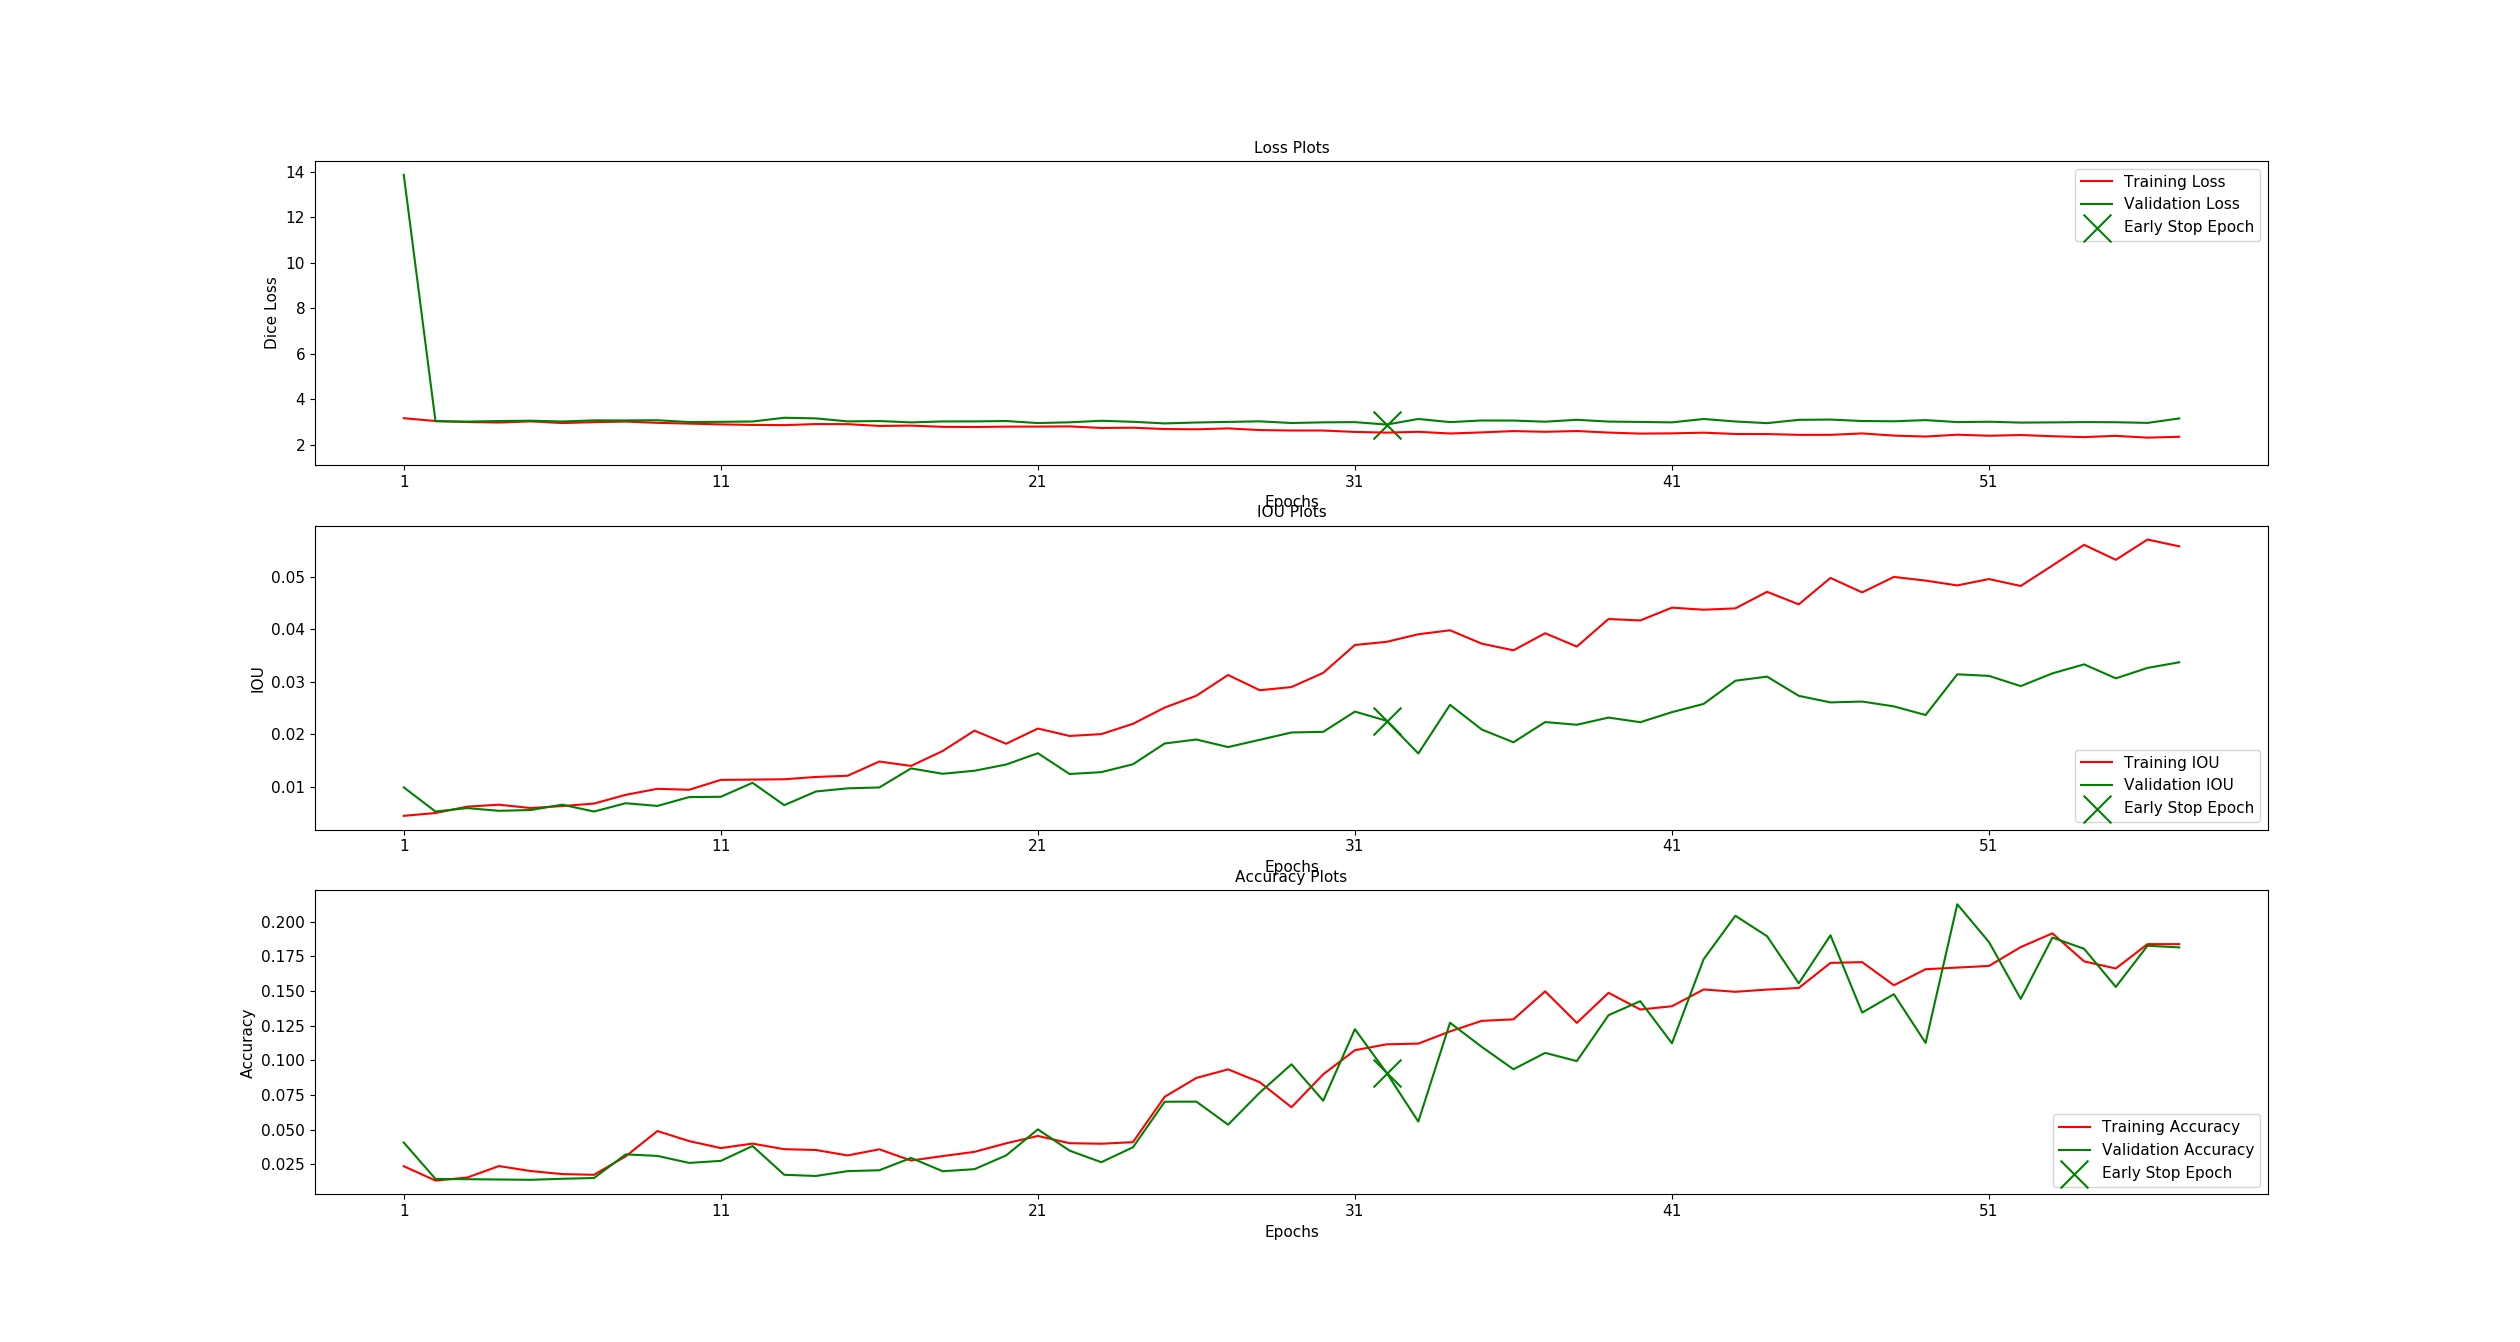 Loss Plots
14
12
10
8
6
4
2
Dice Loss
Training Loss
Validation Loss
Early Stop Epoch
1 11 21 31 41 51
Epochs
IOU Plots
0.05
0.04
0.03
0.02
0.01
IOU
Training IOU
Validation IOU
Early Stop Epoch
1 11 21 31 41 51
Epochs
Accuracy Plots
0.200
0.175
0.150
0.125
0.100
0.075
0.050
0.025
Accuracy
Training Accuracy
Validation Accuracy
Early Stop Epoch
1 11 21 31 41 51
Epochs